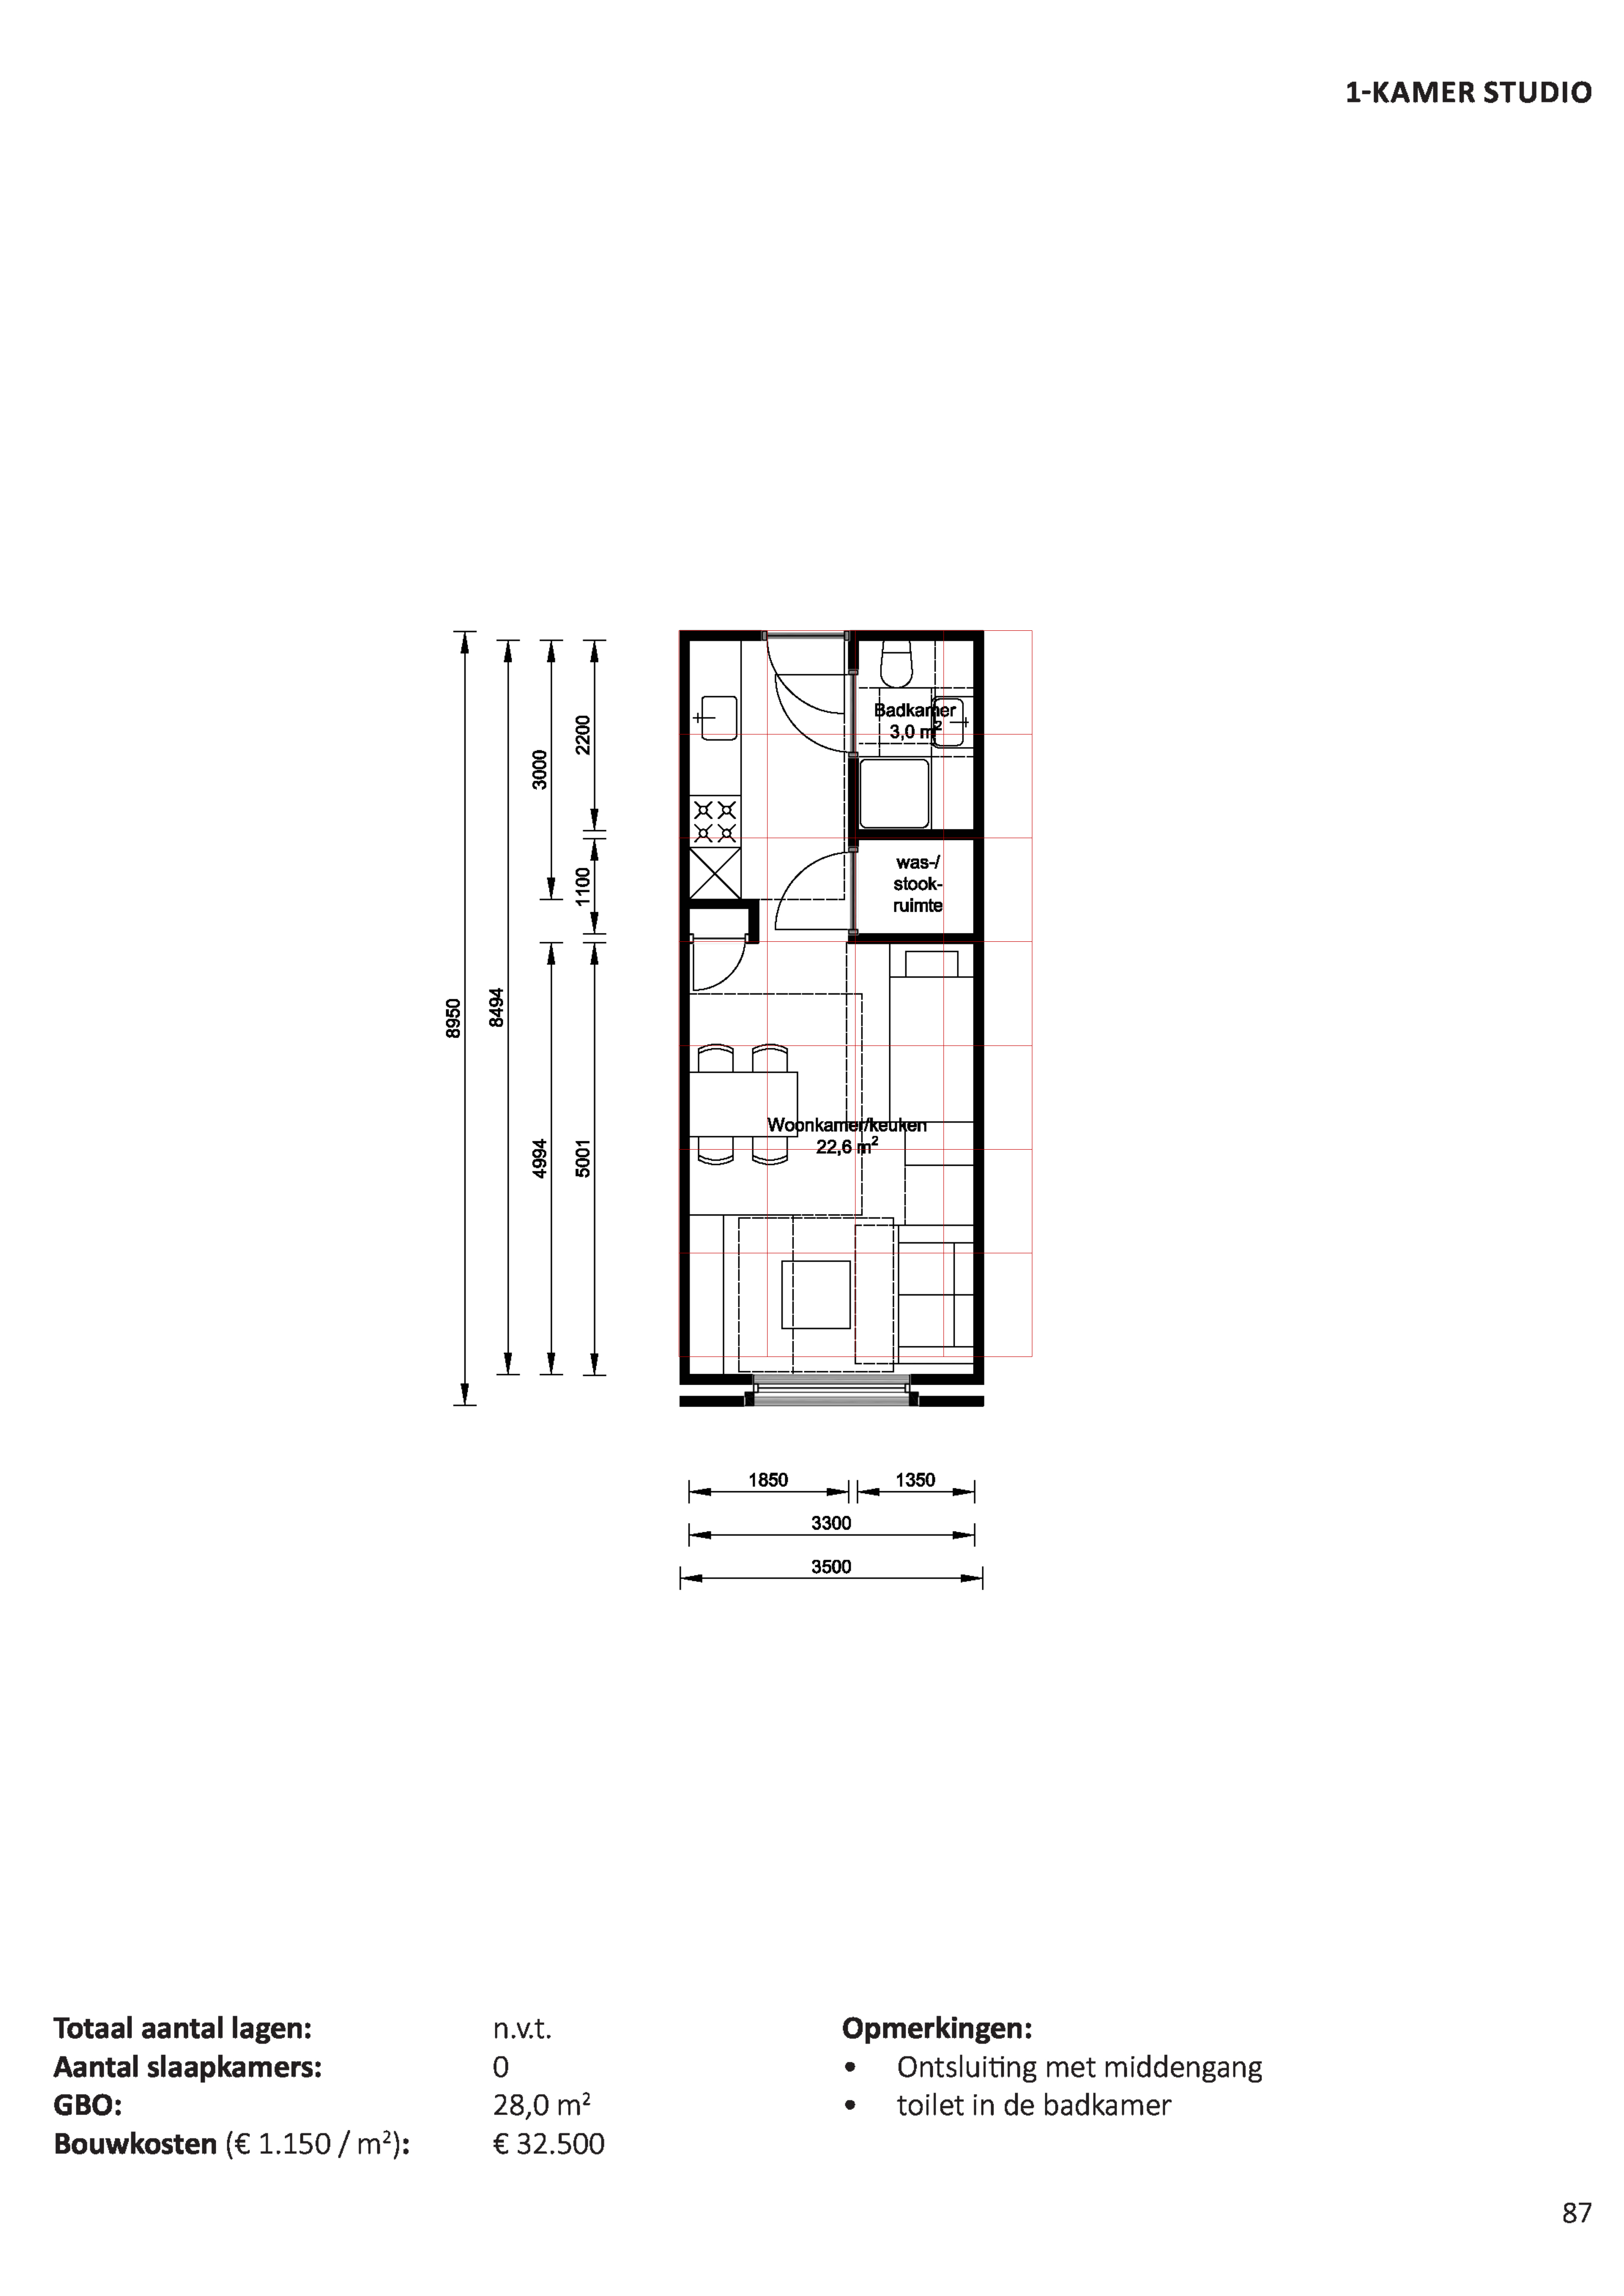 1-KAMER STUDIO
8950
8494
3000
2200
1100
4994
5001
Badkamer
3,0 m²
was-/
stook-
ruimte
Woonkamer/keuken
22,6 m²
1850
1350
3300
3500
Totaal aantal lagen: n.v.t.
Aantal slaapkamers: 0
GBO: 28,0 m²
Bouwkosten (€ 1.150 / m²): € 32.500
Opmerkingen:
• Ontsluiting met middengang
• toilet in de badkamer
87